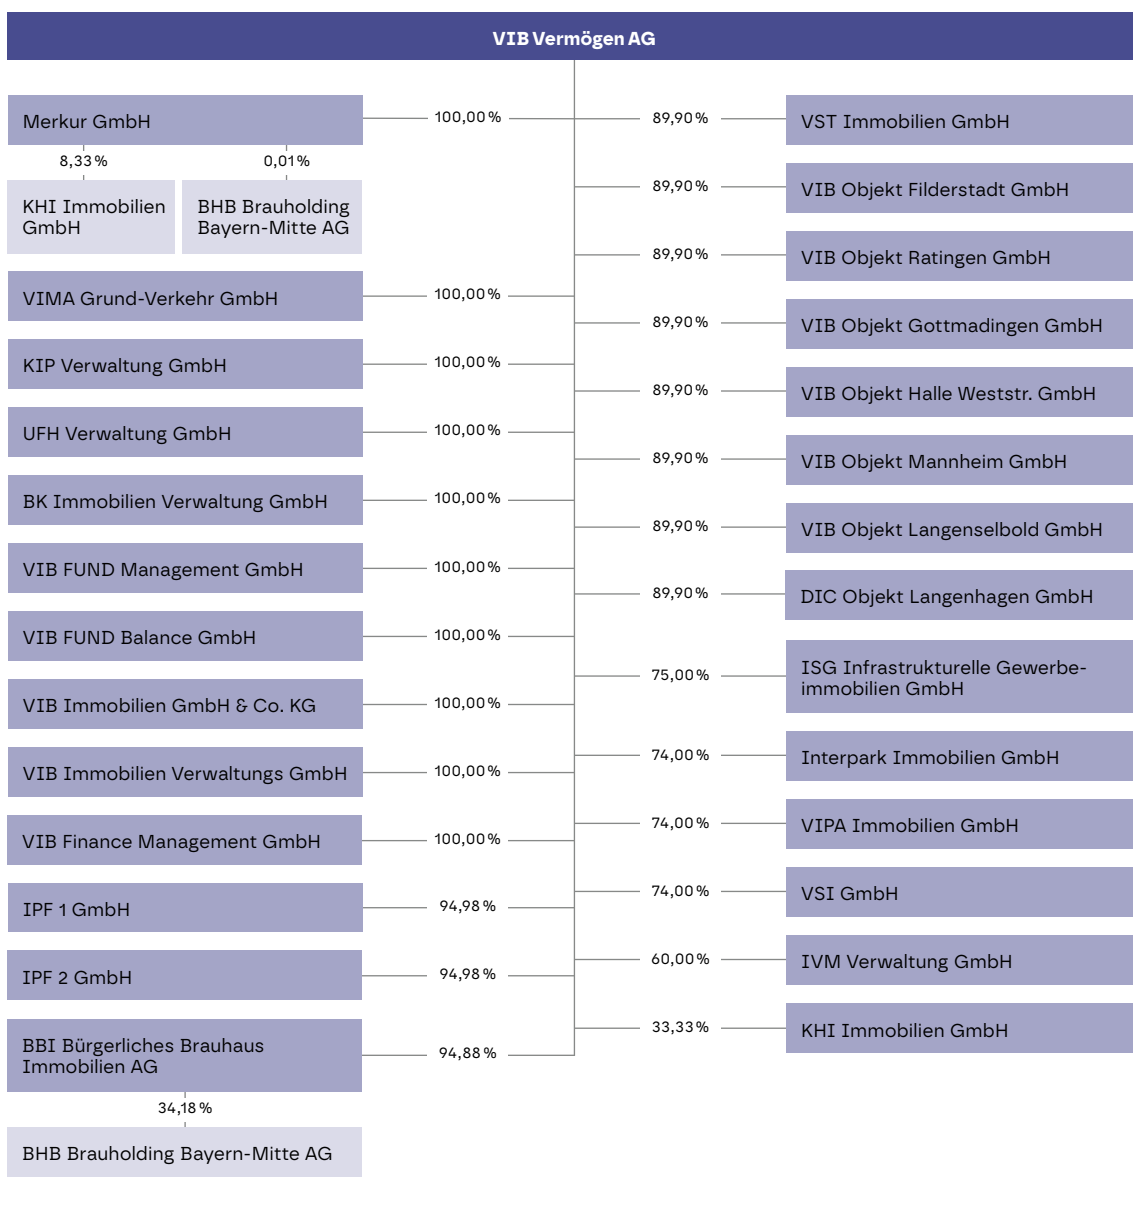 VIB Vermögen AG
Merkur GmbH
100,00 %
8,33 %
0,01 %
KHI Immobilien
GmbH
BHB Brauholding
Bayern-Mitte AG
VIMA Grund-Verkehr GmbH
100,00 %
KIP Verwaltung GmbH
100,00 %
UFH Verwaltung GmbH
100,00 %
BK Immobilien Verwaltung GmbH
100,00 %
VIB FUND Management GmbH
100,00 %
VIB FUND Balance GmbH
100,00 %
VIB Immobilien GmbH & Co. KG
100,00 %
VIB Immobilien Verwaltungs GmbH
100,00 %
VIB Finance Management GmbH
100,00 %
IPF 1 GmbH
94,98 %
IPF 2 GmbH
94,98 %
BBI Bürgerliches Brauhaus
Immobilien AG
94,88 %
34,18 %
BHB Brauholding Bayern-Mitte AG
89,90 %
VST Immobilien GmbH
89,90 %
VIB Objekt Filderstadt GmbH
89,90 %
VIB Objekt Ratingen GmbH
89,90 %
VIB Objekt Gottmadingen GmbH
89,90 %
VIB Objekt Halle Weststr. GmbH
89,90 %
VIB Objekt Mannheim GmbH
89,90 %
VIB Objekt Langenselbold GmbH
89,90 %
DIC Objekt Langenhagen GmbH
75,00 %
ISG Infrastrukturelle Gewerbe-
immobilien GmbH
74,00 %
Interpark Immobilien GmbH
74,00 %
VIPA Immobilien GmbH
74,00 %
VSI GmbH
60,00 %
IVM Verwaltung GmbH
33,33 %
KHI Immobilien GmbH